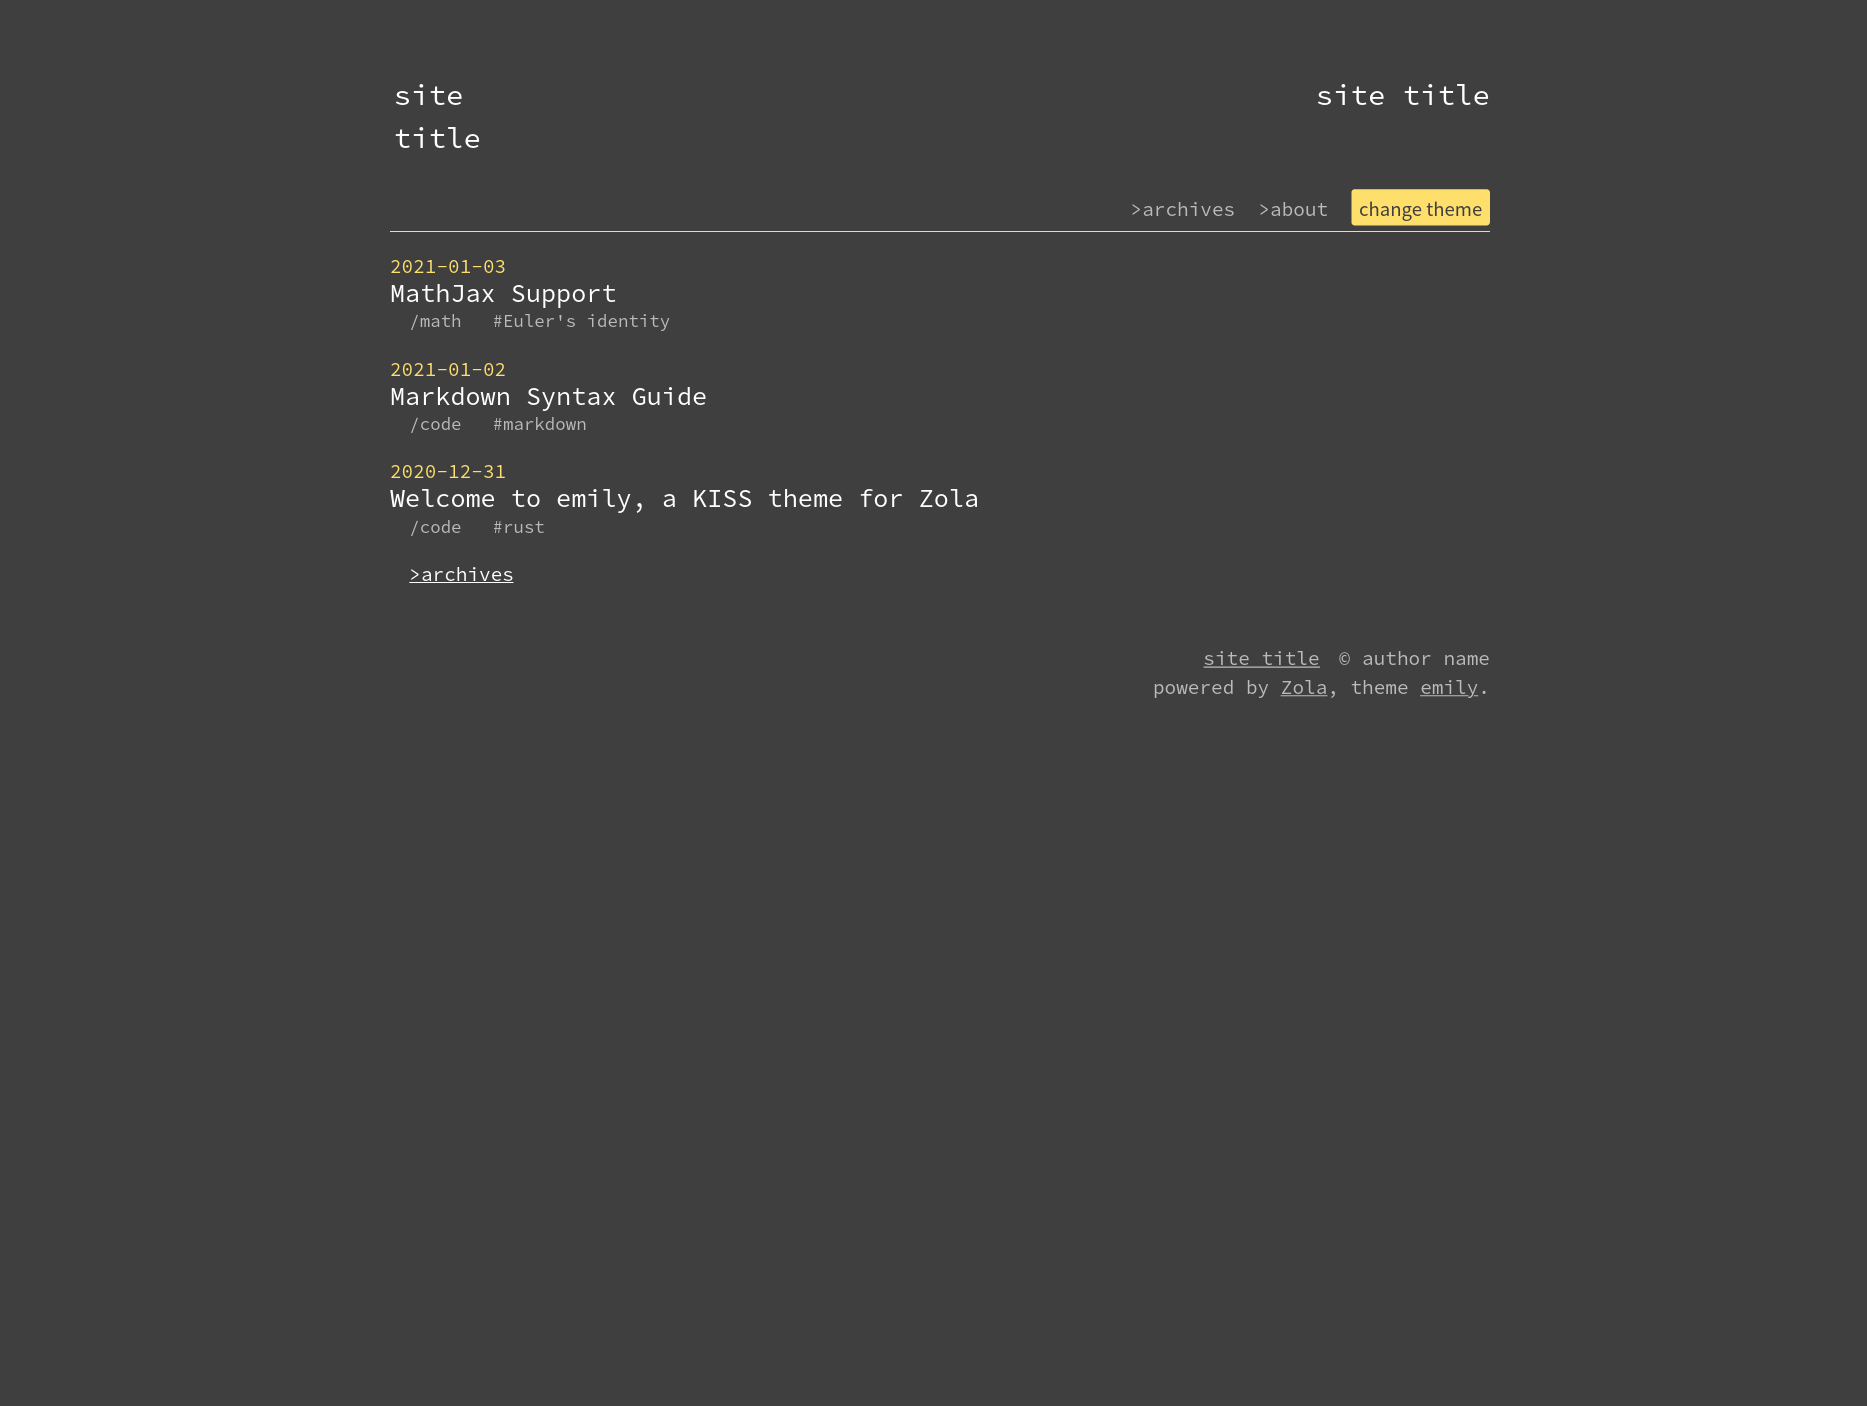 site
title
site title
>archives >about change theme
2021-01-03
MathJax Support
/math #Euler's identity
2021-01-02
Markdown Syntax Guide
/code #markdown
2020-12-31
Welcome to emily, a KISS theme for Zola
/code #rust
>archives
site title © author name
powered by Zola, theme emily.